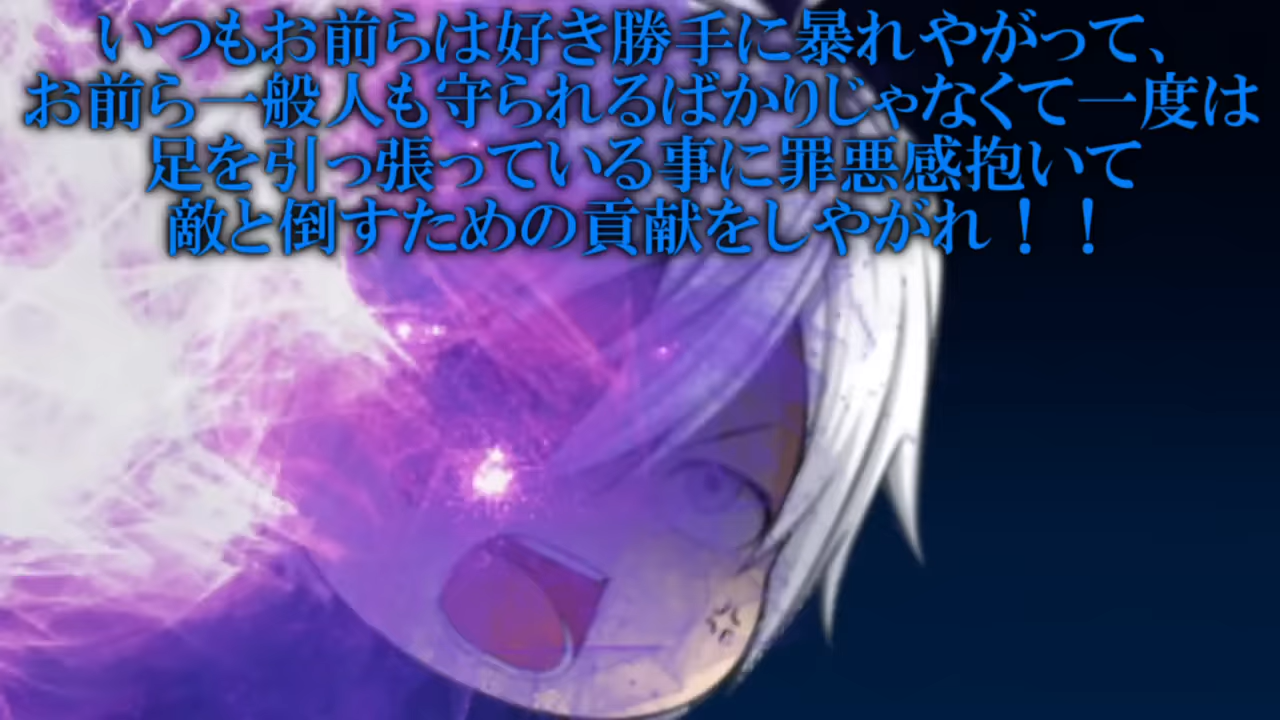 いつもお前らは好き勝手に暴れやがって、
お前ら一般人も守られるばかりじゃなくて一度は
足を引っ張っている事に罪悪感抱いて
敵と倒すための貢献をしやがれ！！